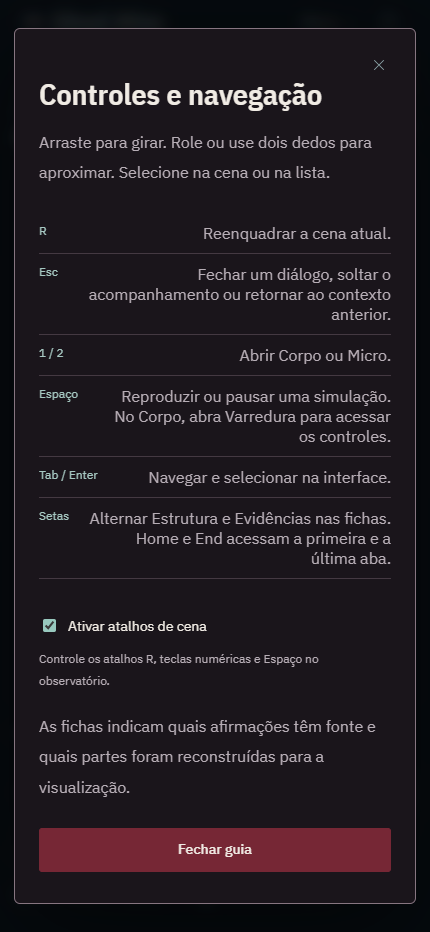 Controles e navegação
Arraste para girar. Role ou use dois dedos para
aproximar. Selecione na cena ou na lista.
R Reenquadrar a cena atual.
Esc Fechar um diálogo, soltar o
acompanhamento ou retornar ao contexto
anterior.
1 / 2 Abrir Corpo ou Micro.
Espaço Reproduzir ou pausar uma simulação.
No Corpo, abra Varredura para acessar
os controles.
Tab / Enter Navegar e selecionar na interface.
Setas Alternar Estrutura e Evidências nas fichas.
Home e End acessam a primeira e a
última aba.
Ativar atalhos de cena
Controle os atalhos R, teclas numéricas e Espaço no
observatório.
As fichas indicam quais afirmações têm fonte e
quais partes foram reconstruídas para a
visualização.
Fechar guia